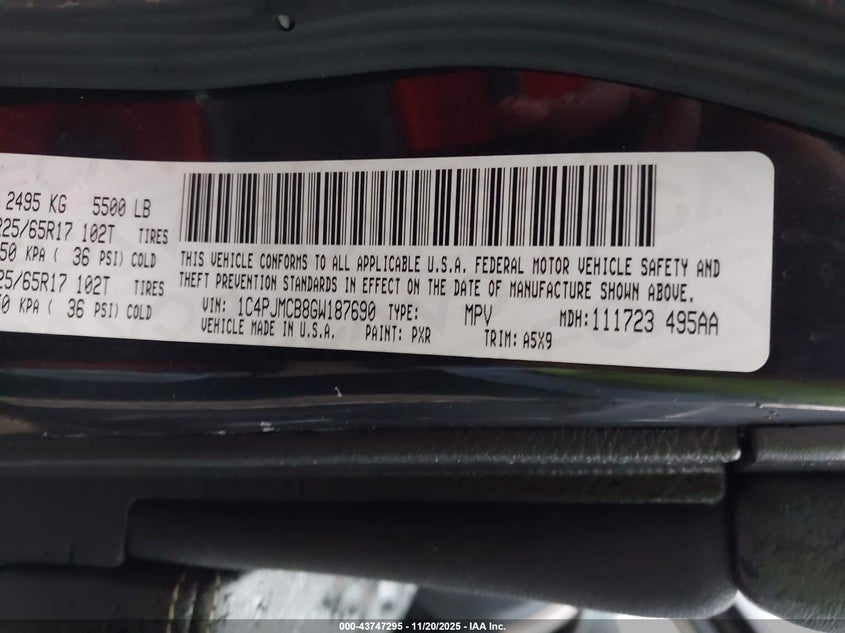 2495 KG 5500 LB
225/65R17 102T TIRES
50 KPA ( 36 PSI) COLD
25/65R17 102T TIRES
0 KPA ( 36 PSI) COLD
THIS VEHICLE CONFORMS TO ALL APPLICABLE U.S.A. FEDERAL MOTOR VEHICLE SAFETY AND
THEFT PREVENTION STANDARDS IN EFFECT ON THE DATE OF MANUFACTURE SHOWN ABOVE.
VIN: 1C4PJMCB8GW187690 TYPE: MPV MDH: 111723 495AA
VEHICLE MADE IN U.S.A. PAINT: PXR TRIM: A5X9
000-43747295 - 11/20/2025 - IAA Inc.